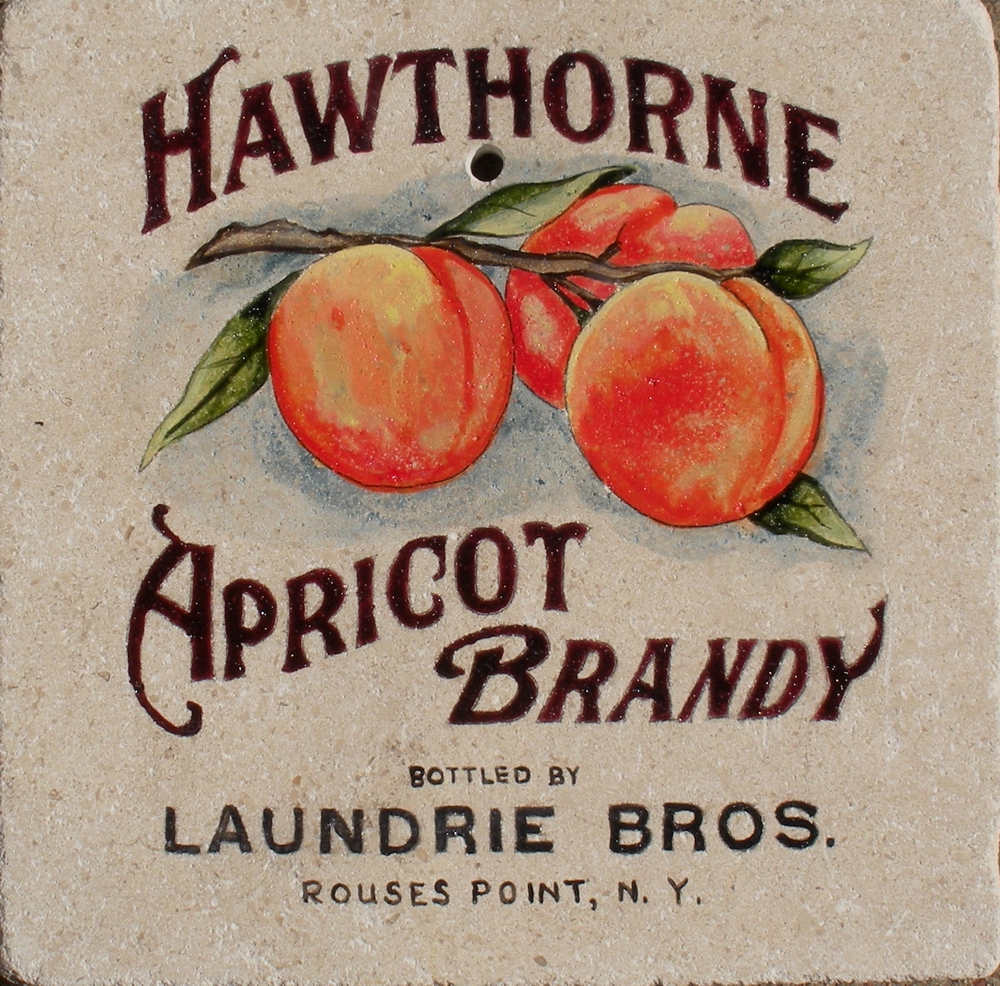 HAWTHORNE
APRICOT
BRANDY
BOTTLED BY
LAUNDRIE BROS.
ROUSES POINT, N. Y.